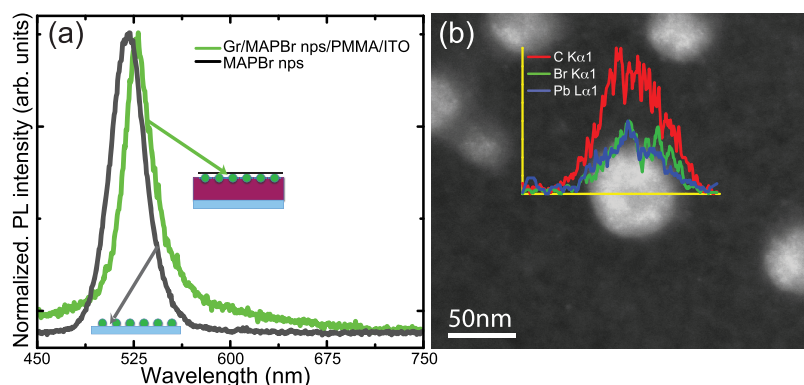 (a)
Gr/MAPBr nps/PMMA/ITO
MAPBr nps
Normalized. PL intensity (arb. units)
450 525 600 675 750
Wavelength (nm)
(b)
C Kα1
Br Kα1
Pb Lα1
50nm